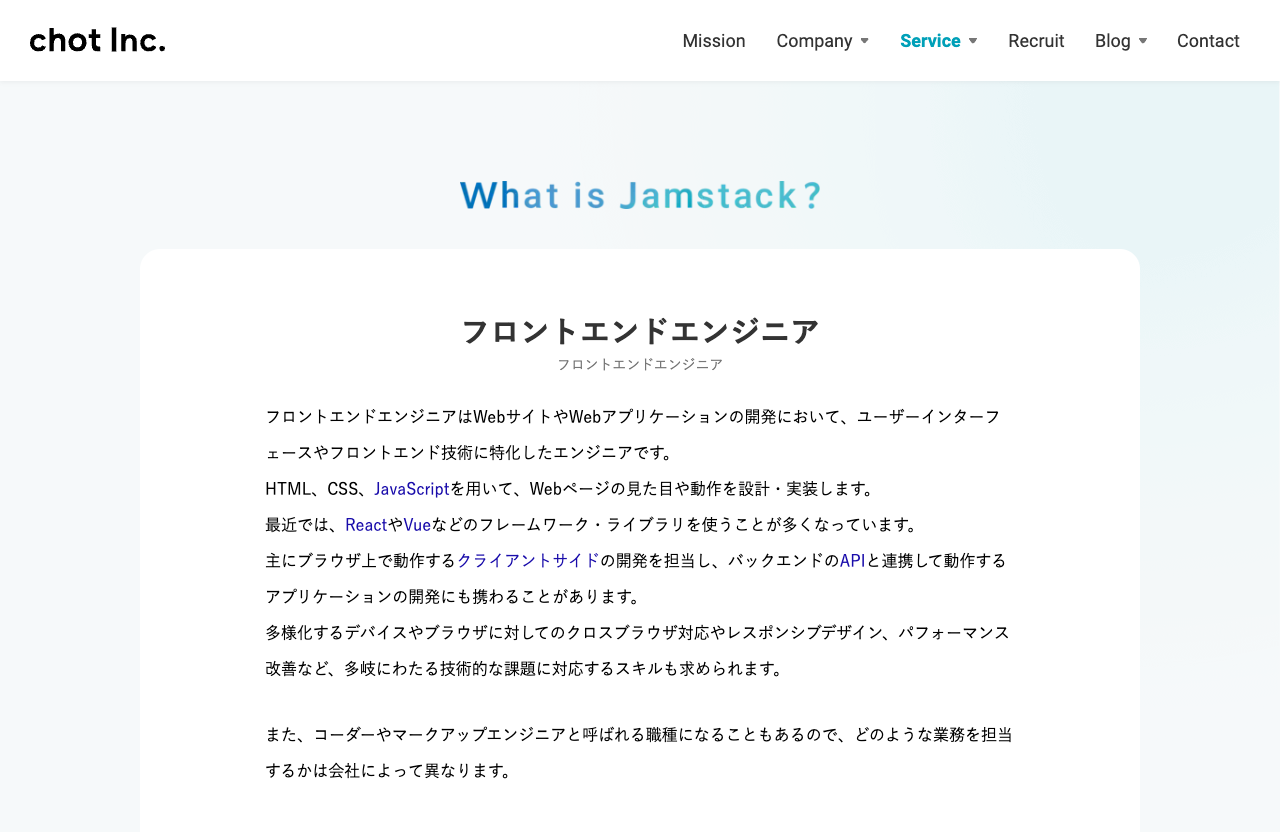 chot Inc.
Mission
Company
Service
Recruit
Blog
Contact
What is Jamstack?
フロントエンドエンジニア
フロントエンドエンジニア
フロントエンドエンジニアはWebサイトやWebアプリケーションの開発において、ユーザーインターフ
ェースやフロントエンド技術に特化したエンジニアです。
HTML、CSS、JavaScriptを用いて、Webページの見た目や動作を設計・実装します。
最近では、ReactやVueなどのフレームワーク・ライブラリを使うことが多くなっています。
主にブラウザ上で動作するクライアントサイドの開発を担当し、バックエンドのAPIと連携して動作する
アプリケーションの開発にも携わることがあります。
多様化するデバイスやブラウザに対してのクロスブラウザ対応やレスポンシブデザイン、パフォーマンス
改善など、多岐にわたる技術的な課題に対応するスキルも求められます。
また、コーダーやマークアップエンジニアと呼ばれる職種になることもあるので、どのような業務を担当
するかは会社によって異なります。